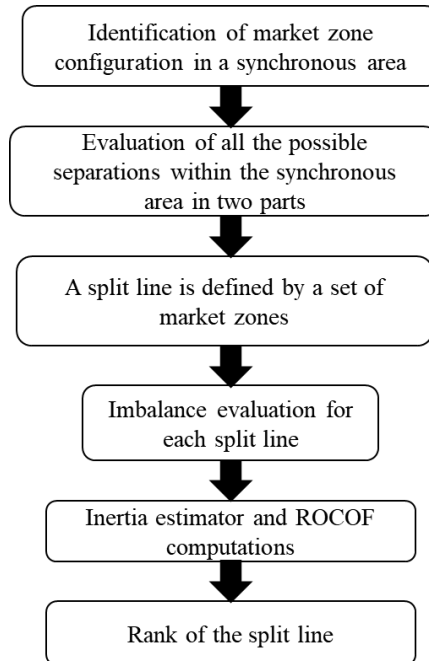 Identification of market zone
configuration in a synchronous area
Evaluation of all the possible
separations within the synchronous
area in two parts
A split line is defined by a set of
market zones
Imbalance evaluation for
each split line
Inertia estimator and ROCOF
computations
Rank of the split line